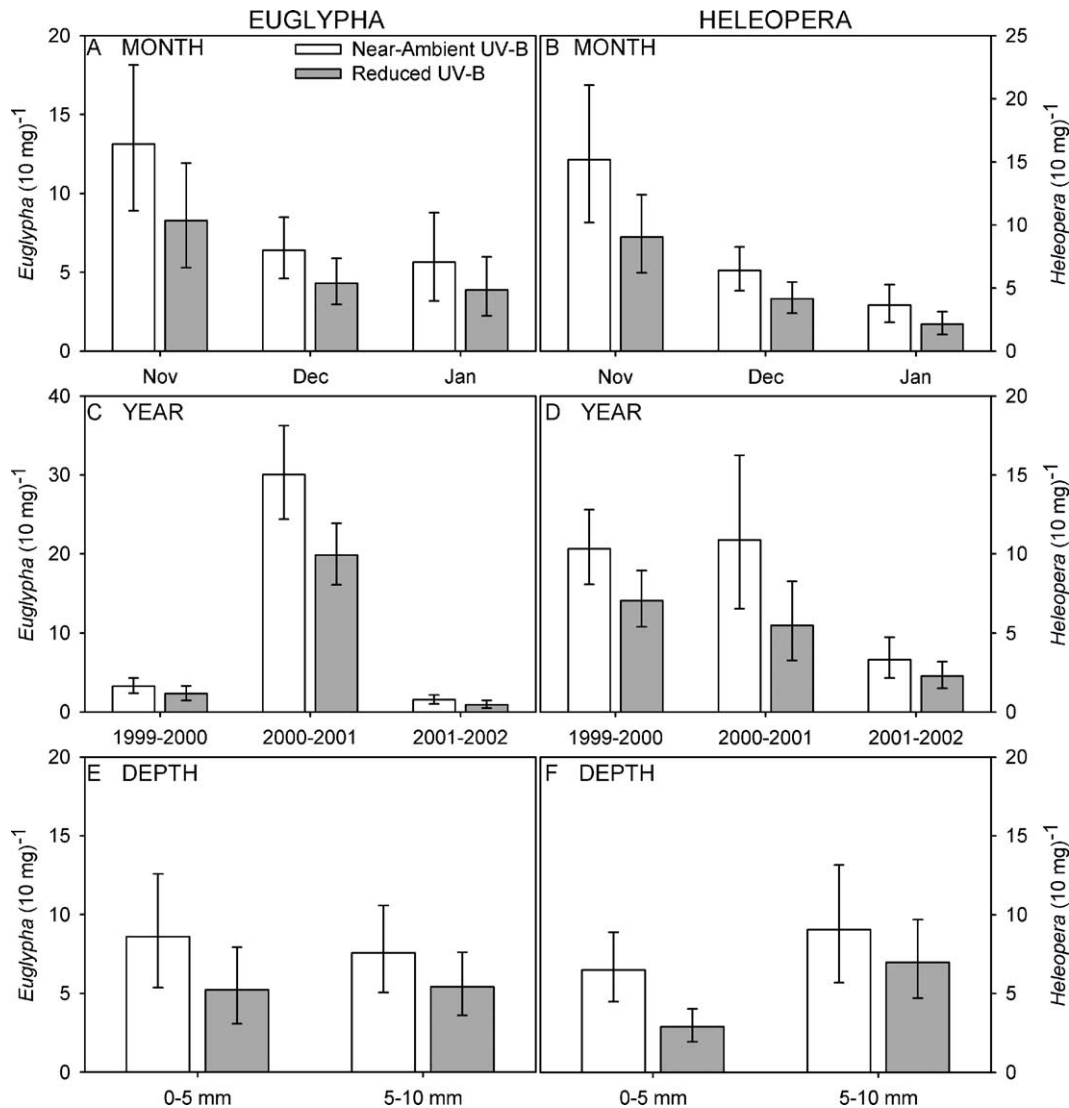 EUGLYPHA
HELEOPERA
A MONTH
Near-Ambient UV-B
Reduced UV-B
20
15
10
5
0
Euglypha (10 mg)-1
Nov
Dec
Jan
B MONTH
25
20
15
10
5
0
Heleopera (10 mg)-1
Nov
Dec
Jan
C YEAR
40
30
20
10
0
Euglypha (10 mg)-1
1999-2000
2000-2001
2001-2002
D YEAR
20
15
10
5
0
Heleopera (10 mg)-1
1999-2000
2000-2001
2001-2002
E DEPTH
20
15
10
5
0
Euglypha (10 mg)-1
0-5 mm
5-10 mm
F DEPTH
20
15
10
5
0
Heleopera (10 mg)-1
0-5 mm
5-10 mm